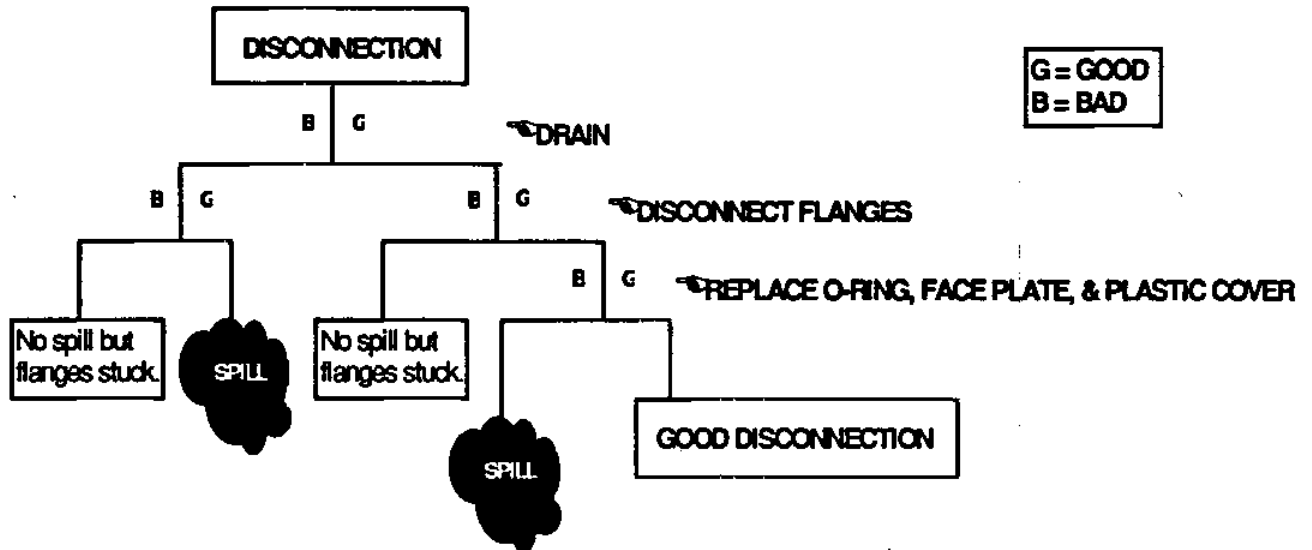 DISCONNECTION
G = GOOD
B = BAD
B G
DRAIN
B G
B G
DISCONNECT FLANGES
B G
REPLACE O-RING, FACE PLATE, & PLASTIC COVER
No spill but
flanges stuck.
SPILL
No spill but
flanges stuck.
GOOD DISCONNECTION
SPILL